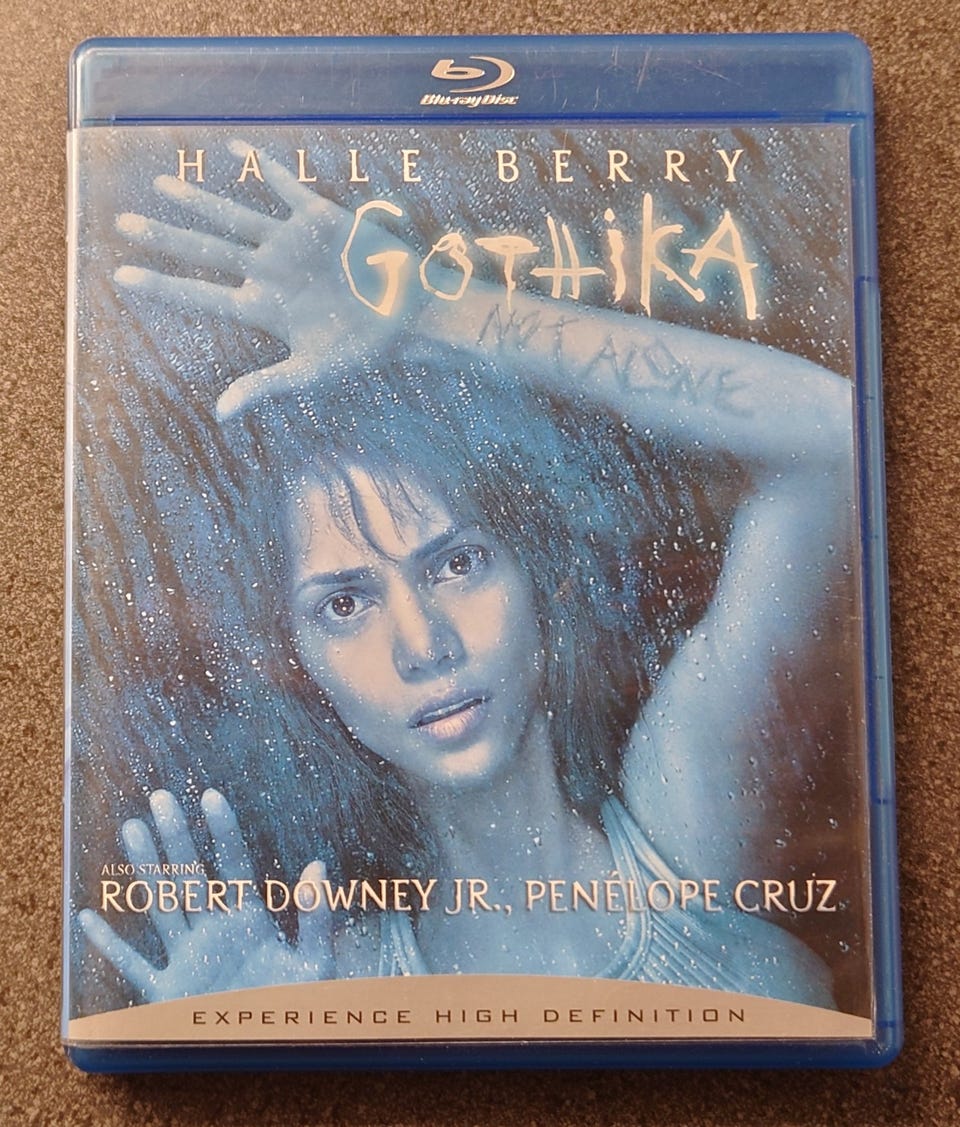 Blu-ray Disc
HALLE BERRY
GOTHIKA
NOT ALONE
ALSO STARRING
ROBERT DOWNEY JR., PENÉLOPE CRUZ
EXPERIENCE HIGH DEFINITION